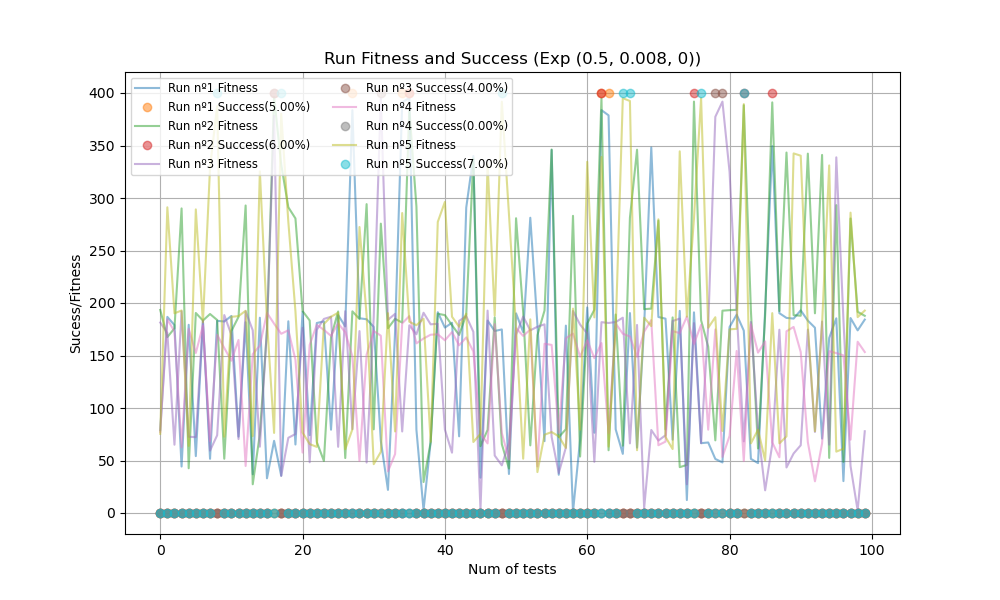 Run Fitness and Success (Exp (0.5, 0.008, 0))
Run nº1 Fitness
Run nº1 Success(5.00%)
Run nº2 Fitness
Run nº2 Success(6.00%)
Run nº3 Fitness
Run nº3 Success(4.00%)
Run nº4 Fitness
Run nº4 Success(0.00%)
Run nº5 Fitness
Run nº5 Success(7.00%)
Success/Fitness
400
350
300
250
200
150
100
50
0
0 20 40 60 80 100
Num of tests